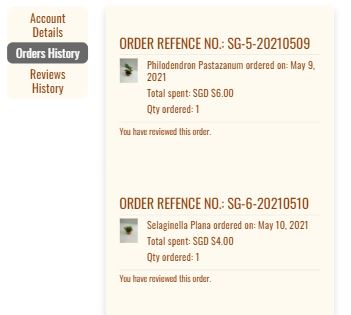 Account
Details
Orders History
Reviews
History
ORDER REFENCE NO.: SG-5-20210509
Philodendron Pastazanum ordered on: May 9,
2021
Total spent: SGD $6.00
Qty ordered: 1
You have reviewed this order.
ORDER REFENCE NO.: SG-6-20210510
Selaginella Plana ordered on: May 10, 2021
Total spent: SGD $4.00
Qty ordered: 1
You have reviewed this order.